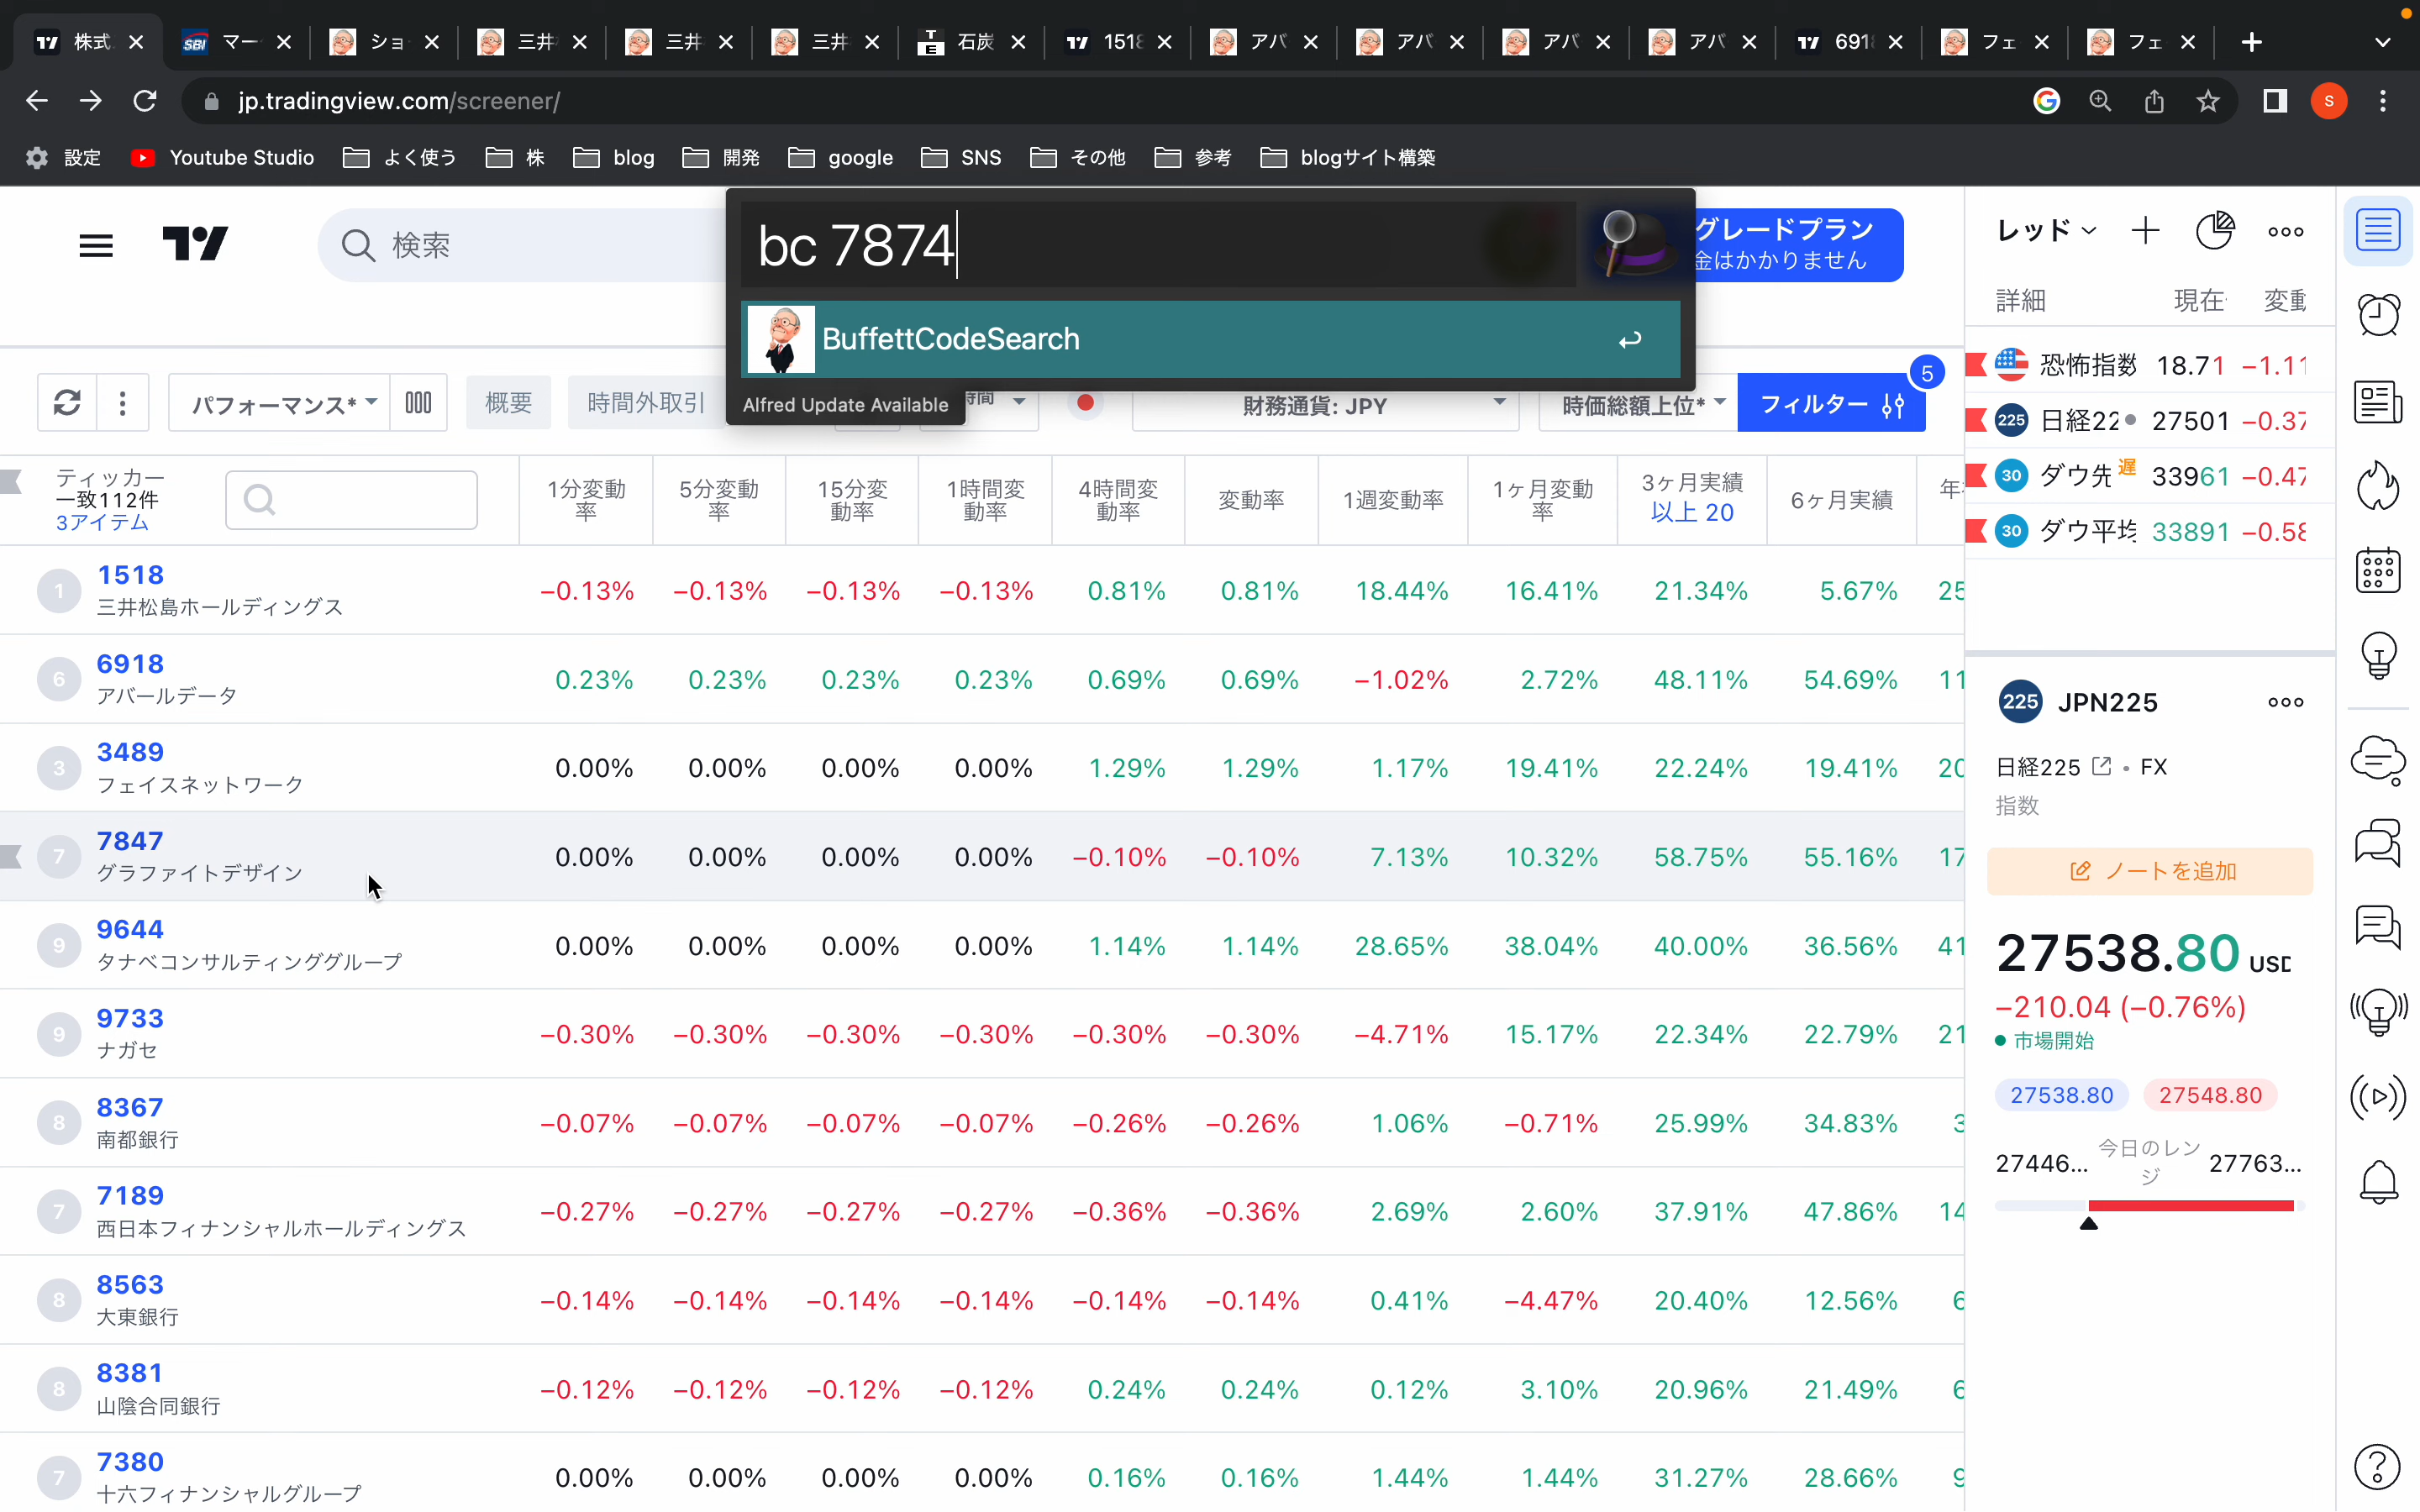 株式 マー ショ 三井 三井 三井 石炭 1518 アバ アバ アバ アバ 691 フェ フェ
jp.tradingview.com/screener/
設定 Youtube Studio よく使う 株 blog 開発 google SNS その他 参考 blogサイト構築
検索
bc 7874
BuffettCodeSearch
Alfred Update Available
グレードプラン
金はかかりません
パフォーマンス* 概要 時間外取引 時間 財務通貨: JPY 時価総額上位* フィルター 5
ティッカー
一致112件
3アイテム
1分変動率 5分変動率 15分変動率 1時間変動率 4時間変動率 変動率 1週変動率 1ヶ月変動率 3ヶ月実績 以上 20 6ヶ月実績
1 1518 三井松島ホールディングス −0.13% −0.13% −0.13% −0.13% 0.81% 0.81% 18.44% 16.41% 21.34% 5.67% 25
6 6918 アバールデータ 0.23% 0.23% 0.23% 0.23% 0.69% 0.69% −1.02% 2.72% 48.11% 54.69% 11
3 3489 フェイスネットワーク 0.00% 0.00% 0.00% 0.00% 1.29% 1.29% 1.17% 19.41% 22.24% 19.41% 20
7 7847 グラファイトデザイン 0.00% 0.00% 0.00% 0.00% −0.10% −0.10% 7.13% 10.32% 58.75% 55.16% 17
9 9644 タナベコンサルティンググループ 0.00% 0.00% 0.00% 0.00% 1.14% 1.14% 28.65% 38.04% 40.00% 36.56% 41
9 9733 ナガセ −0.30% −0.30% −0.30% −0.30% −0.30% −0.30% −4.71% 15.17% 22.34% 22.79% 21
8 8367 南都銀行 −0.07% −0.07% −0.07% −0.07% −0.26% −0.26% 1.06% −0.71% 25.99% 34.83% 3
7 7189 西日本フィナンシャルホールディングス −0.27% −0.27% −0.27% −0.27% −0.36% −0.36% 2.69% 2.60% 37.91% 47.86% 14
8 8563 大東銀行 −0.14% −0.14% −0.14% −0.14% −0.14% −0.14% 0.41% −4.47% 20.40% 12.56% 6
8 8381 山陰合同銀行 −0.12% −0.12% −0.12% −0.12% 0.24% 0.24% 0.12% 3.10% 20.96% 21.49% 6
7 7380 十六フィナンシャルグループ 0.00% 0.00% 0.00% 0.00% 0.16% 0.16% 1.44% 1.44% 31.27% 28.66% 9
レッド
詳細 現在 変動
恐怖指数 18.71 −1.11
225 日経22 27501 −0.37
30 ダウ先 遅 33961 −0.47
30 ダウ平均 33891 −0.58
225 JPN225
日経225 • FX
指数
ノートを追加
27538.80 USD
−210.04 (−0.76%)
市場開始
27538.80 27548.80
27446... 今日のレンジ 27763...